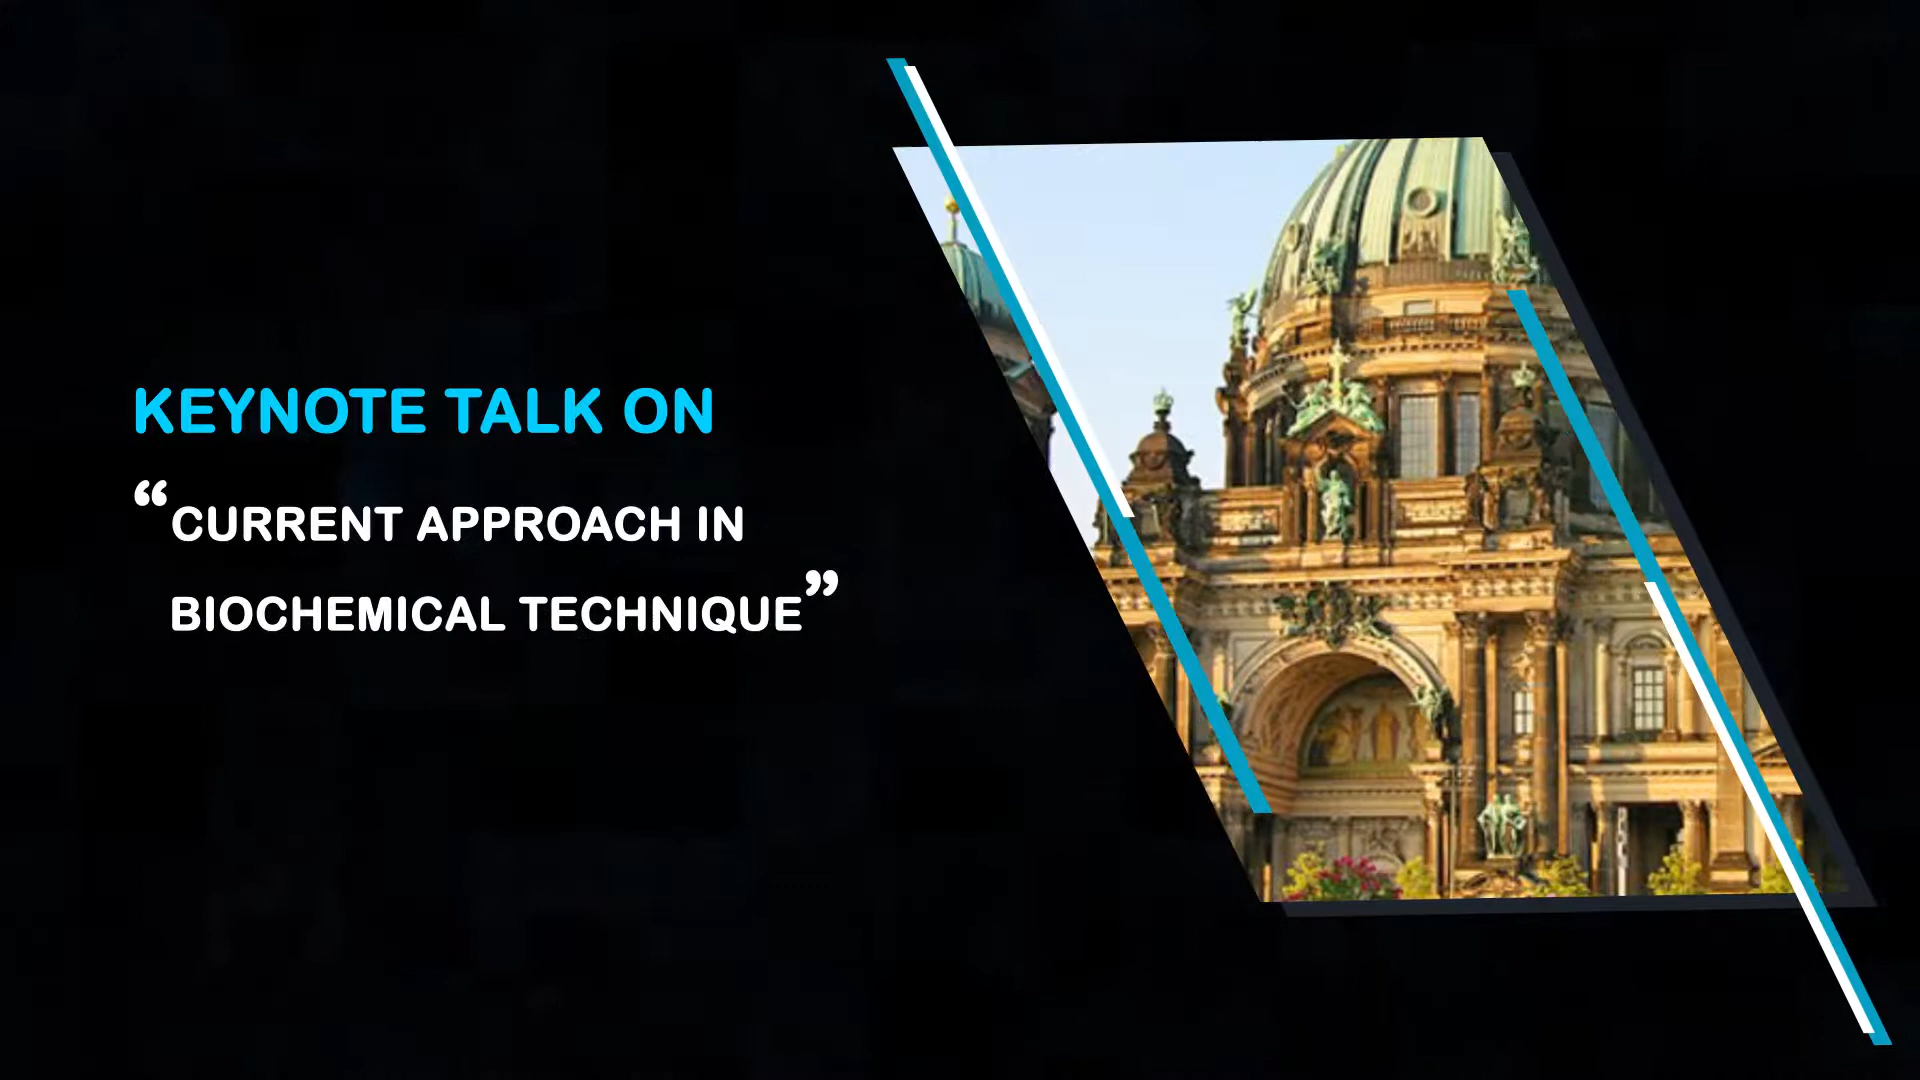 KEYNOTE TALK ON
“CURRENT APPROACH IN
BIOCHEMICAL TECHNIQUE”